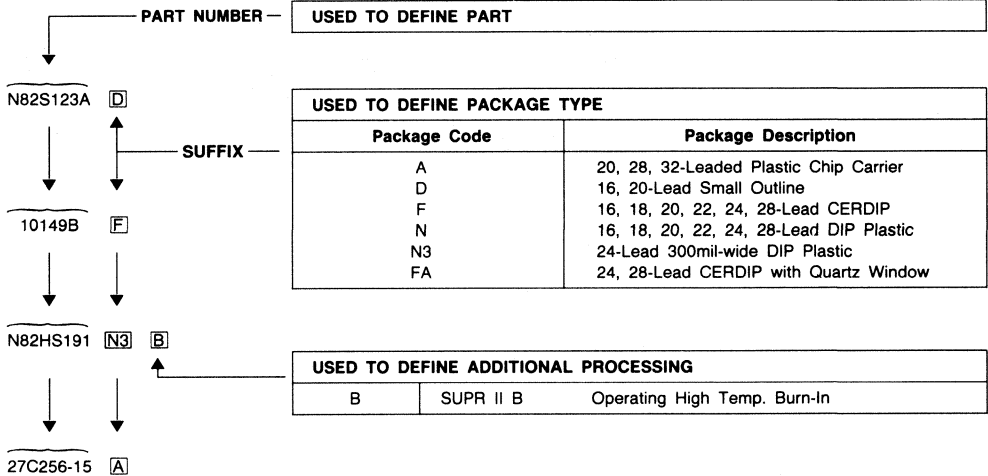 PART NUMBER USED TO DEFINE PART
N82S123A D
USED TO DEFINE PACKAGE TYPE
Package Code Package Description
SUFFIX
A 20, 28, 32-Leaded Plastic Chip Carrier
D 16, 20-Lead Small Outline
F 16, 18, 20, 22, 24, 28-Lead CERDIP
N 16, 18, 20, 22, 24, 28-Lead DIP Plastic
N3 24-Lead 300mil-wide DIP Plastic
FA 24, 28-Lead CERDIP with Quartz Window
10149B F
N82HS191 N3 B
USED TO DEFINE ADDITIONAL PROCESSING
B SUPR II B Operating High Temp. Burn-In
27C256-15 A